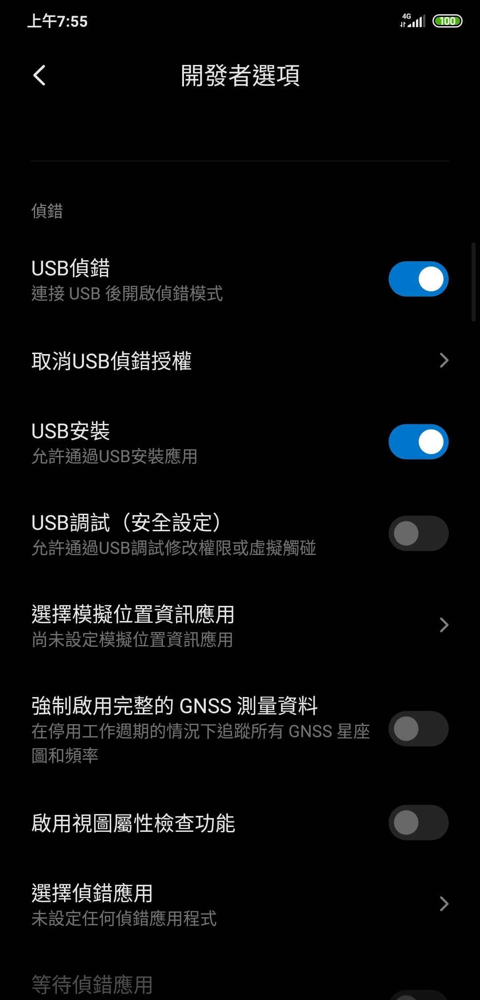 上午7:55
4G
100
開發者選項
偵錯
USB偵錯
連接 USB 後開啟偵錯模式
取消USB偵錯授權
USB安裝
允許通過USB安裝應用
USB調試（安全設定）
允許通過USB調試修改權限或虛擬觸碰
選擇模擬位置資訊應用
尚未設定模擬位置資訊應用
強制啟用完整的 GNSS 測量資料
在停用工作週期的情況下追蹤所有 GNSS 星座
圖和頻率
啟用視圖屬性檢查功能
選擇偵錯應用
未設定任何偵錯應用程式
等待偵錯應用